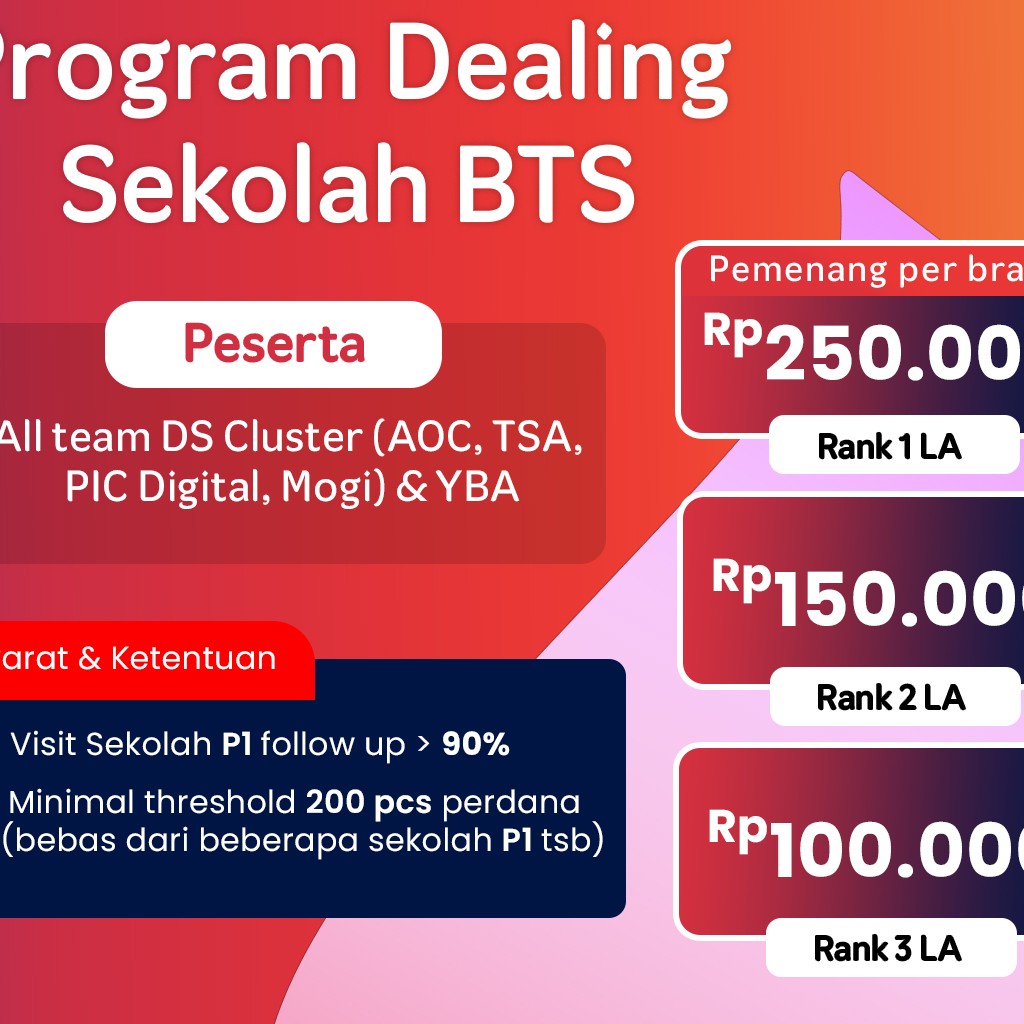 Program Dealing
Sekolah BTS
Peserta
All team DS Cluster (AOC, TSA,
PIC Digital, Mogi) & YBA
arat & Ketentuan
Visit Sekolah P1 follow up > 90%
Minimal threshold 200 pcs perdana
(bebas dari beberapa sekolah P1 tsb)
Pemenang per bra
Rp250.00
Rank 1 LA
Rp150.00
Rank 2 LA
Rp100.00
Rank 3 LA